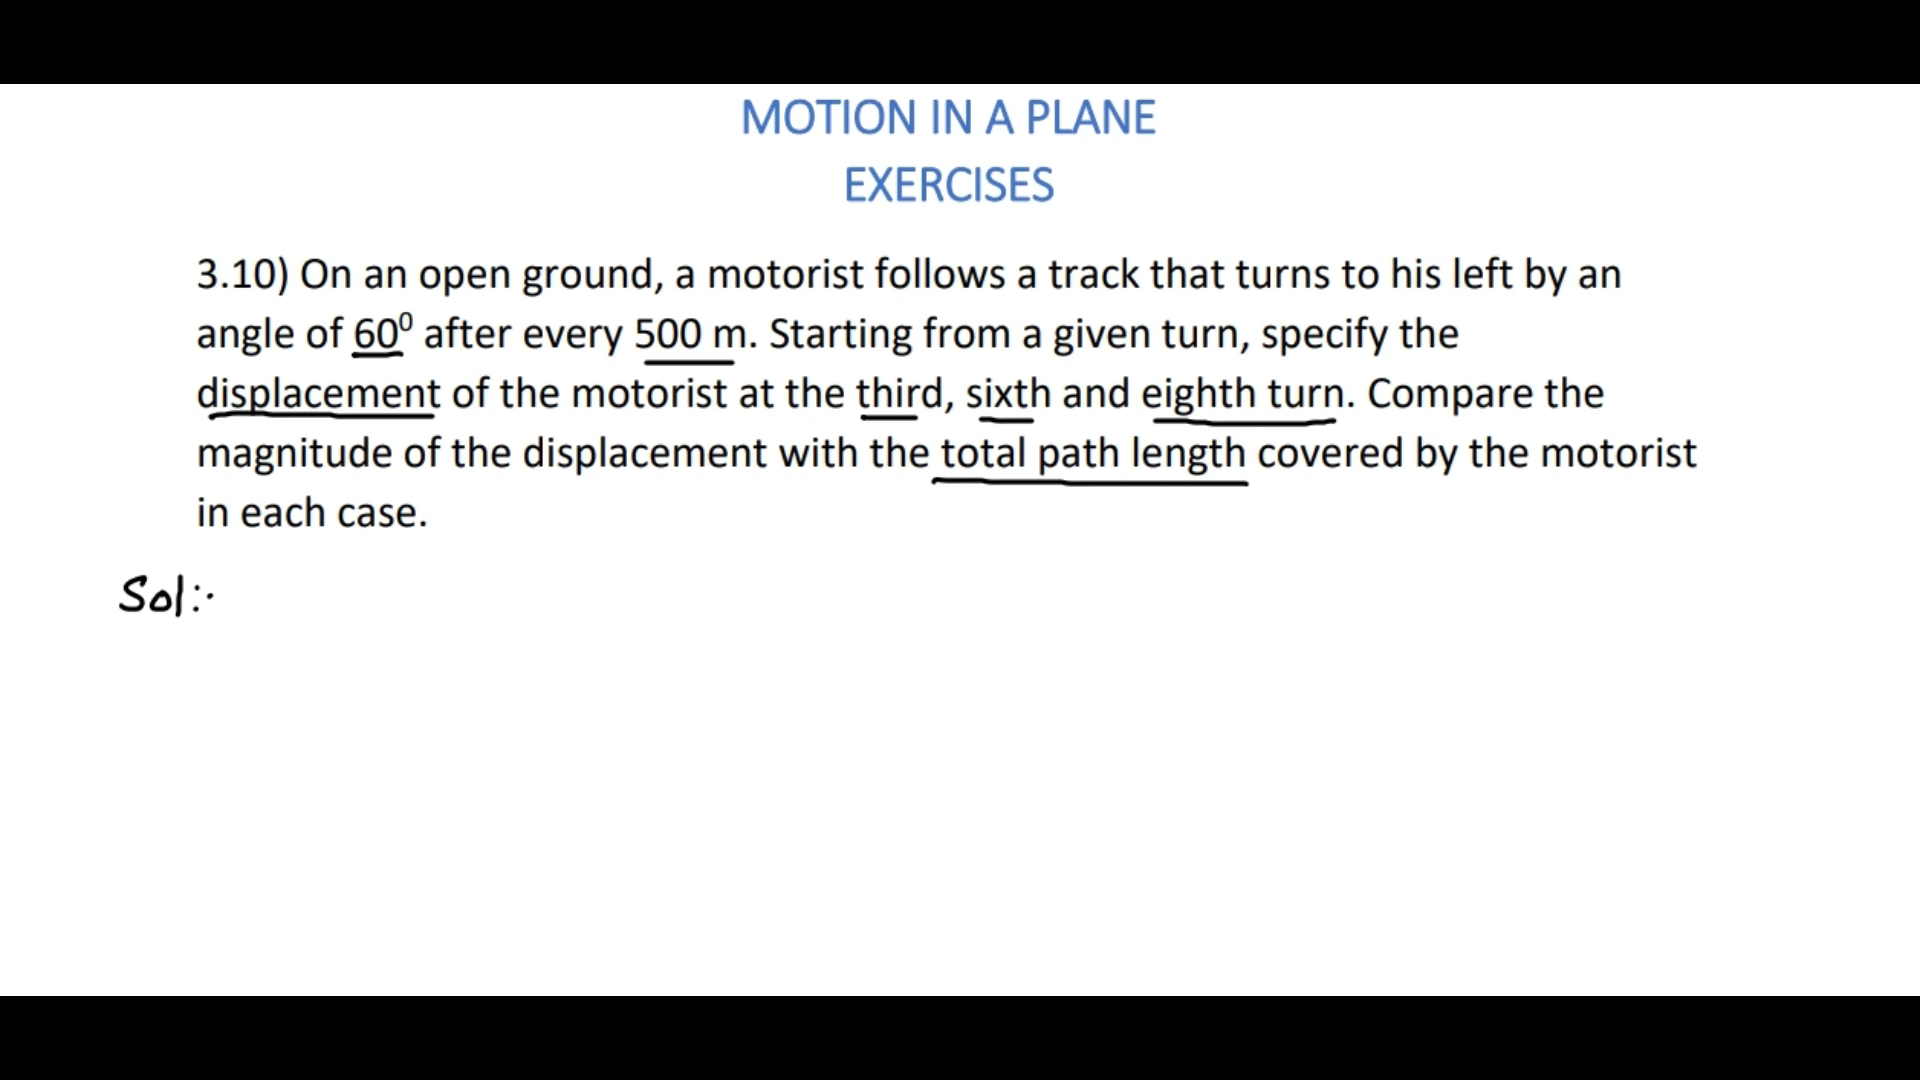 MOTION IN A PLANE
EXERCISES
3.10) On an open ground, a motorist follows a track that turns to his left by an
angle of 60⁰ after every 500 m. Starting from a given turn, specify the
displacement of the motorist at the third, sixth and eighth turn. Compare the
magnitude of the displacement with the total path length covered by the motorist
in each case.
Sol:-